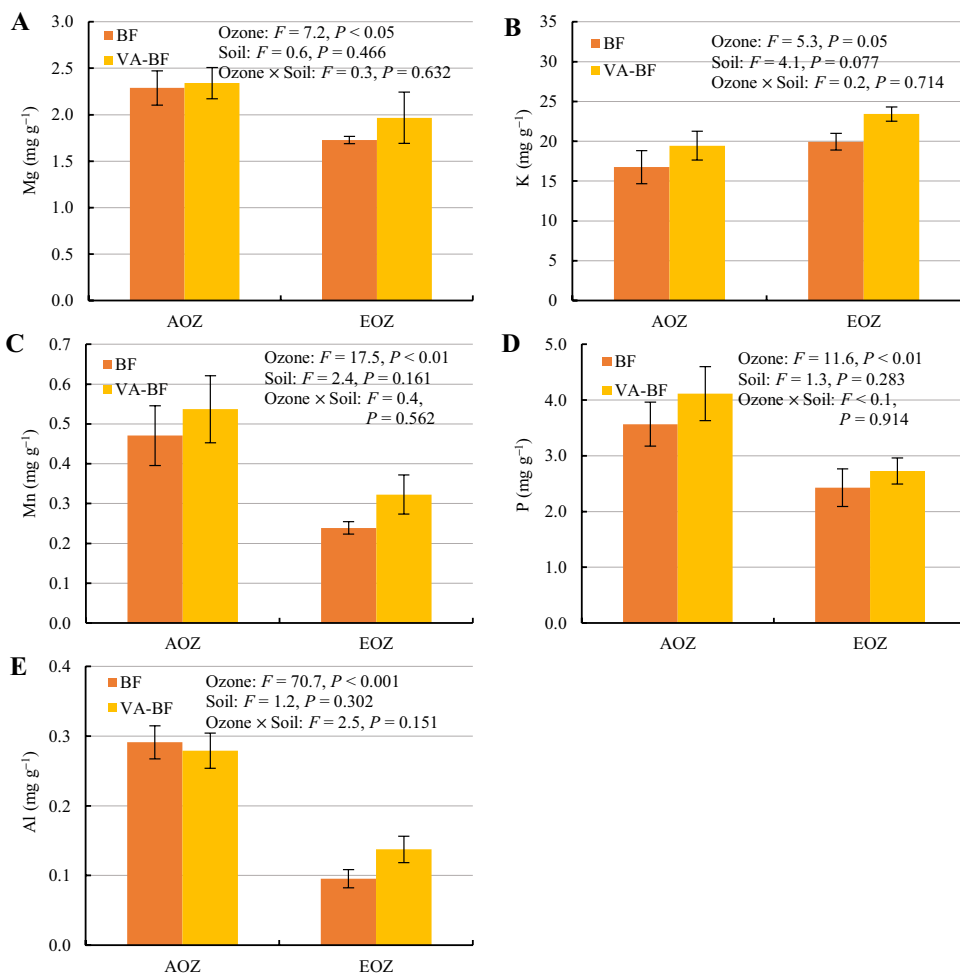 A
3.0
2.5
2.0
1.5
1.0
0.5
0.0
Mg (mg g⁻¹)
BF
VA-BF
Ozone: F = 7.2, P < 0.05
Soil: F = 0.6, P = 0.466
Ozone × Soil: F = 0.3, P = 0.632
AOZ
EOZ
B
35
30
25
20
15
10
5
0
K (mg g⁻¹)
BF
VA-BF
Ozone: F = 5.3, P = 0.05
Soil: F = 4.1, P = 0.077
Ozone × Soil: F = 0.2, P = 0.714
AOZ
EOZ
C
0.7
0.6
0.5
0.4
0.3
0.2
0.1
0.0
Mn (mg g⁻¹)
BF
VA-BF
Ozone: F = 17.5, P < 0.01
Soil: F = 2.4, P = 0.161
Ozone × Soil: F = 0.4,
P = 0.562
AOZ
EOZ
D
5.0
4.0
3.0
2.0
1.0
0.0
P (mg g⁻¹)
BF
VA-BF
Ozone: F = 11.6, P < 0.01
Soil: F = 1.3, P = 0.283
Ozone × Soil: F < 0.1,
P = 0.914
AOZ
EOZ
E
0.4
0.3
0.2
0.1
0.0
Al (mg g⁻¹)
BF
VA-BF
Ozone: F = 70.7, P < 0.001
Soil: F = 1.2, P = 0.302
Ozone × Soil: F = 2.5, P = 0.151
AOZ
EOZ